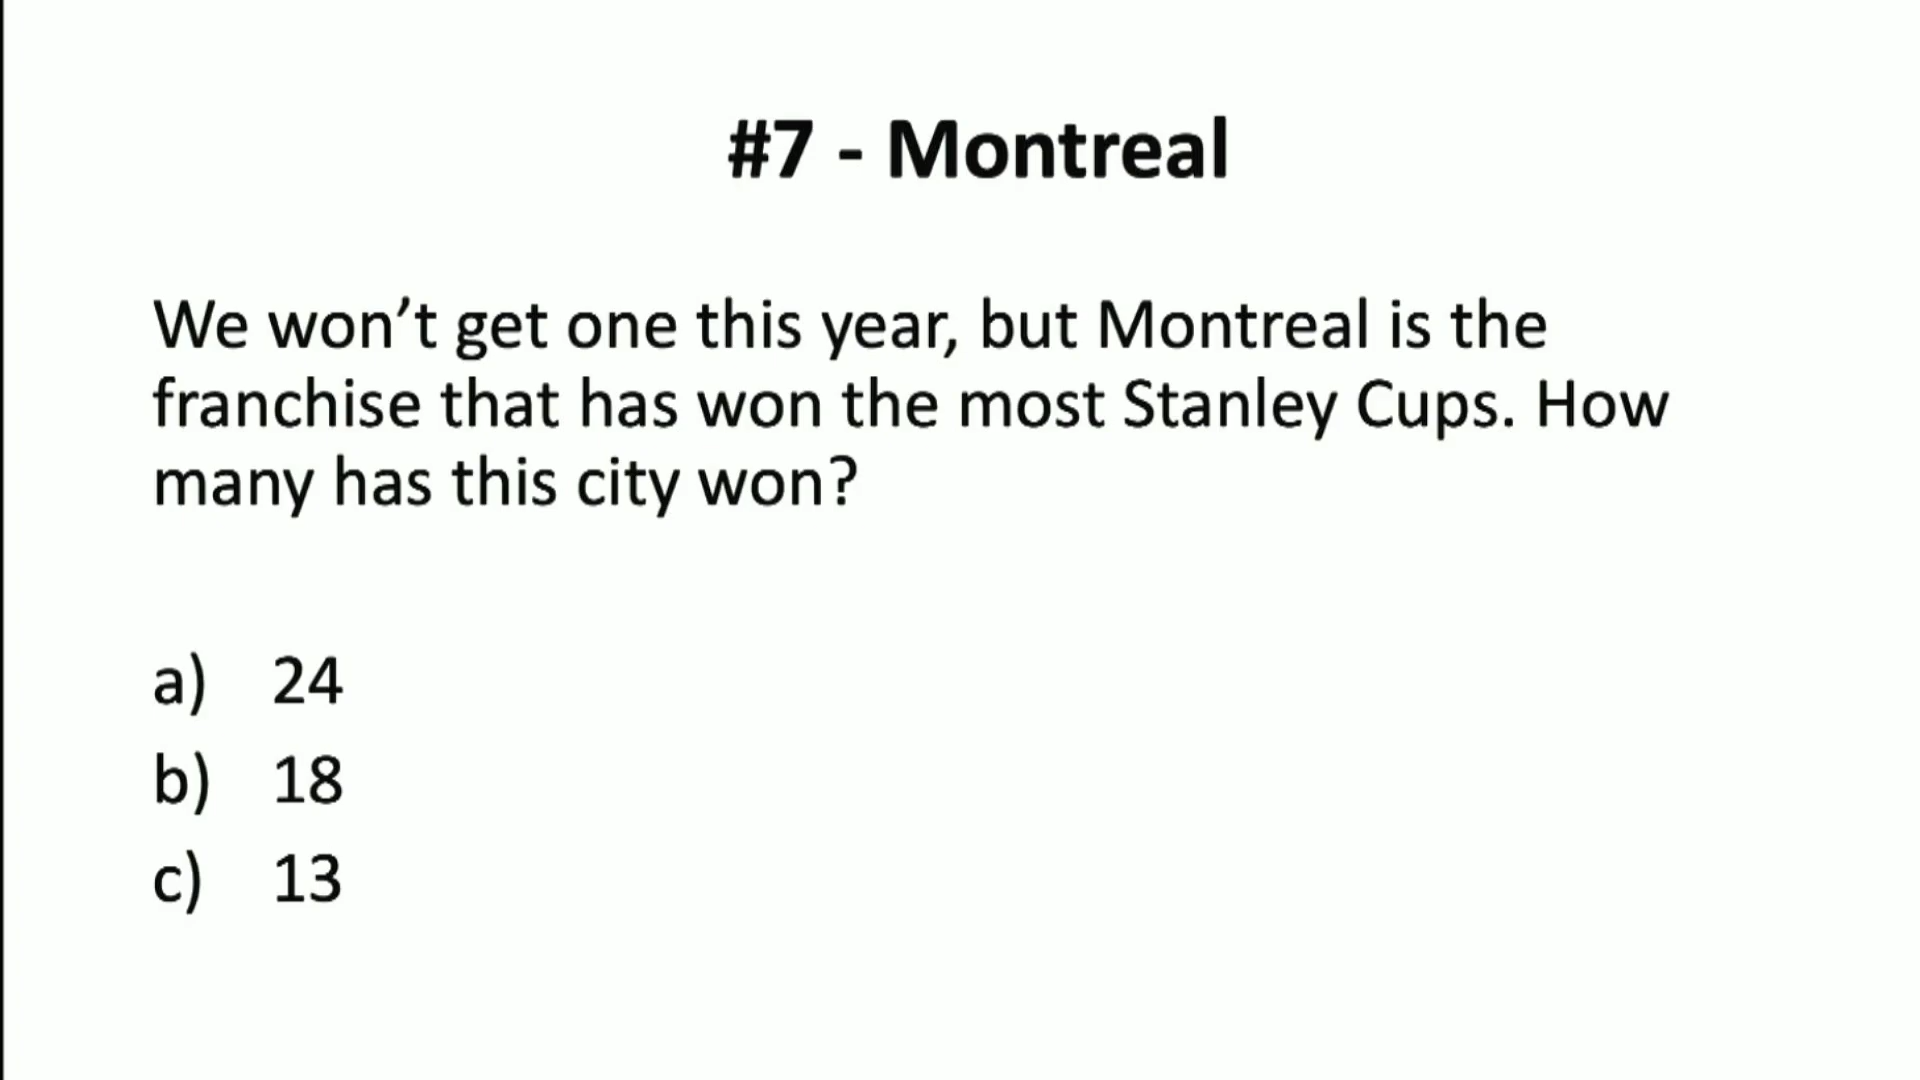 #7 - Montreal
We won’t get one this year, but Montreal is the
franchise that has won the most Stanley Cups. How
many has this city won?
a) 24
b) 18
c) 13